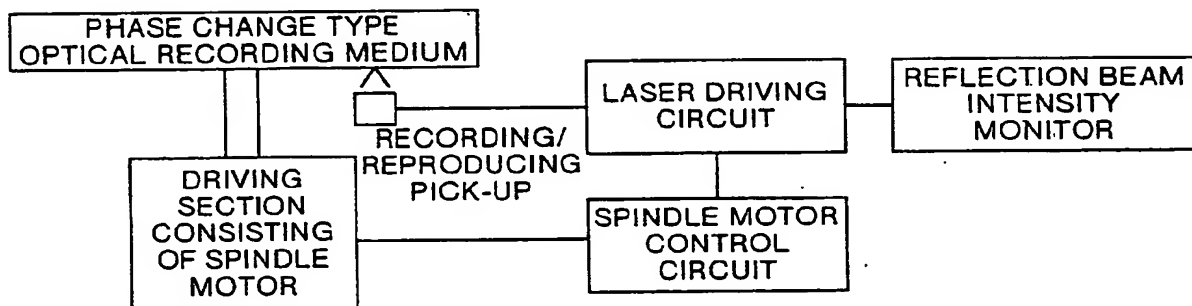 PHASE CHANGE TYPE
OPTICAL RECORDING MEDIUM
RECORDING/
REPRODUCING
PICK-UP
LASER DRIVING
CIRCUIT
REFLECTION BEAM
INTENSITY
MONITOR
DRIVING
SECTION
CONSISTING
OF SPINDLE
MOTOR
SPINDLE MOTOR
CONTROL
CIRCUIT